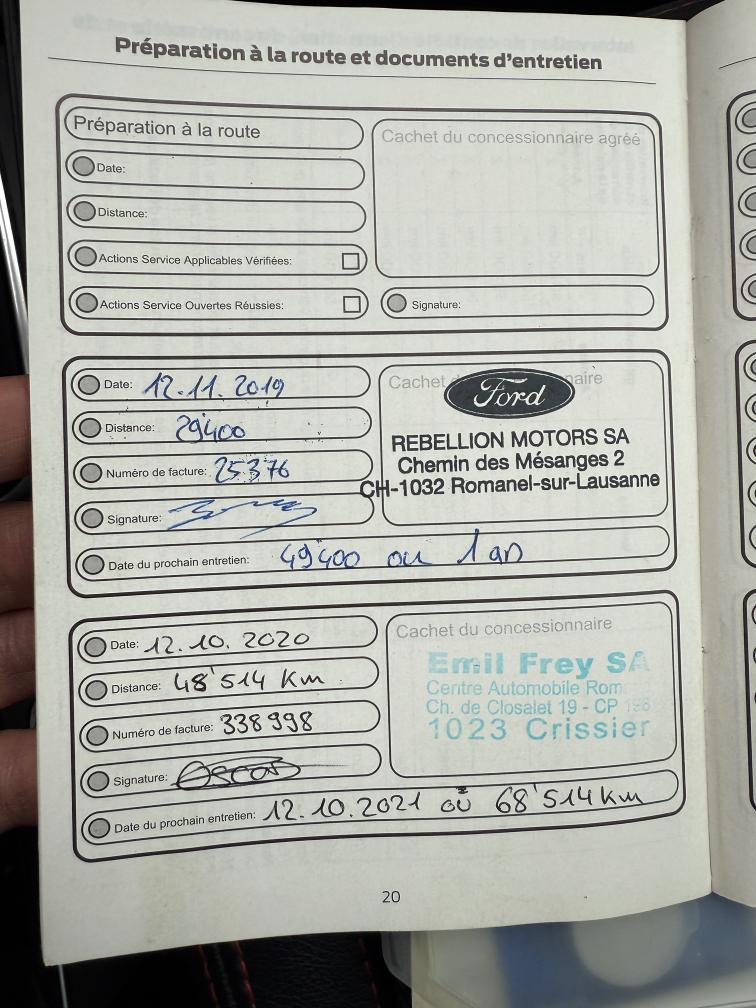 Préparation à la route et documents d'entretien
Préparation à la route
Cachet du concessionnaire agréé
Date:
Distance:
Actions Service Applicables Vérifiées:
Actions Service Ouvertes Réussies:
Signature:
Date: 12.11.2019
Cachet
naire
Ford
Distance: 29400
REBELLION MOTORS SA
Chemin des Mésanges 2
CH-1032 Romanel-sur-Lausanne
Numéro de facture: 25376
Signature:
Date du prochain entretien: 49'400 ou 1 an
Date: 12.10.2020
Cachet du concessionnaire
Distance: 48'514 Km
Emil Frey SA
Centre Automobile Rom
Ch. de Closalet 19 - CP
1023 Crissier
Numéro de facture: 338998
Signature:
Date du prochain entretien: 12.10.2021 ou 68'514 Km
20